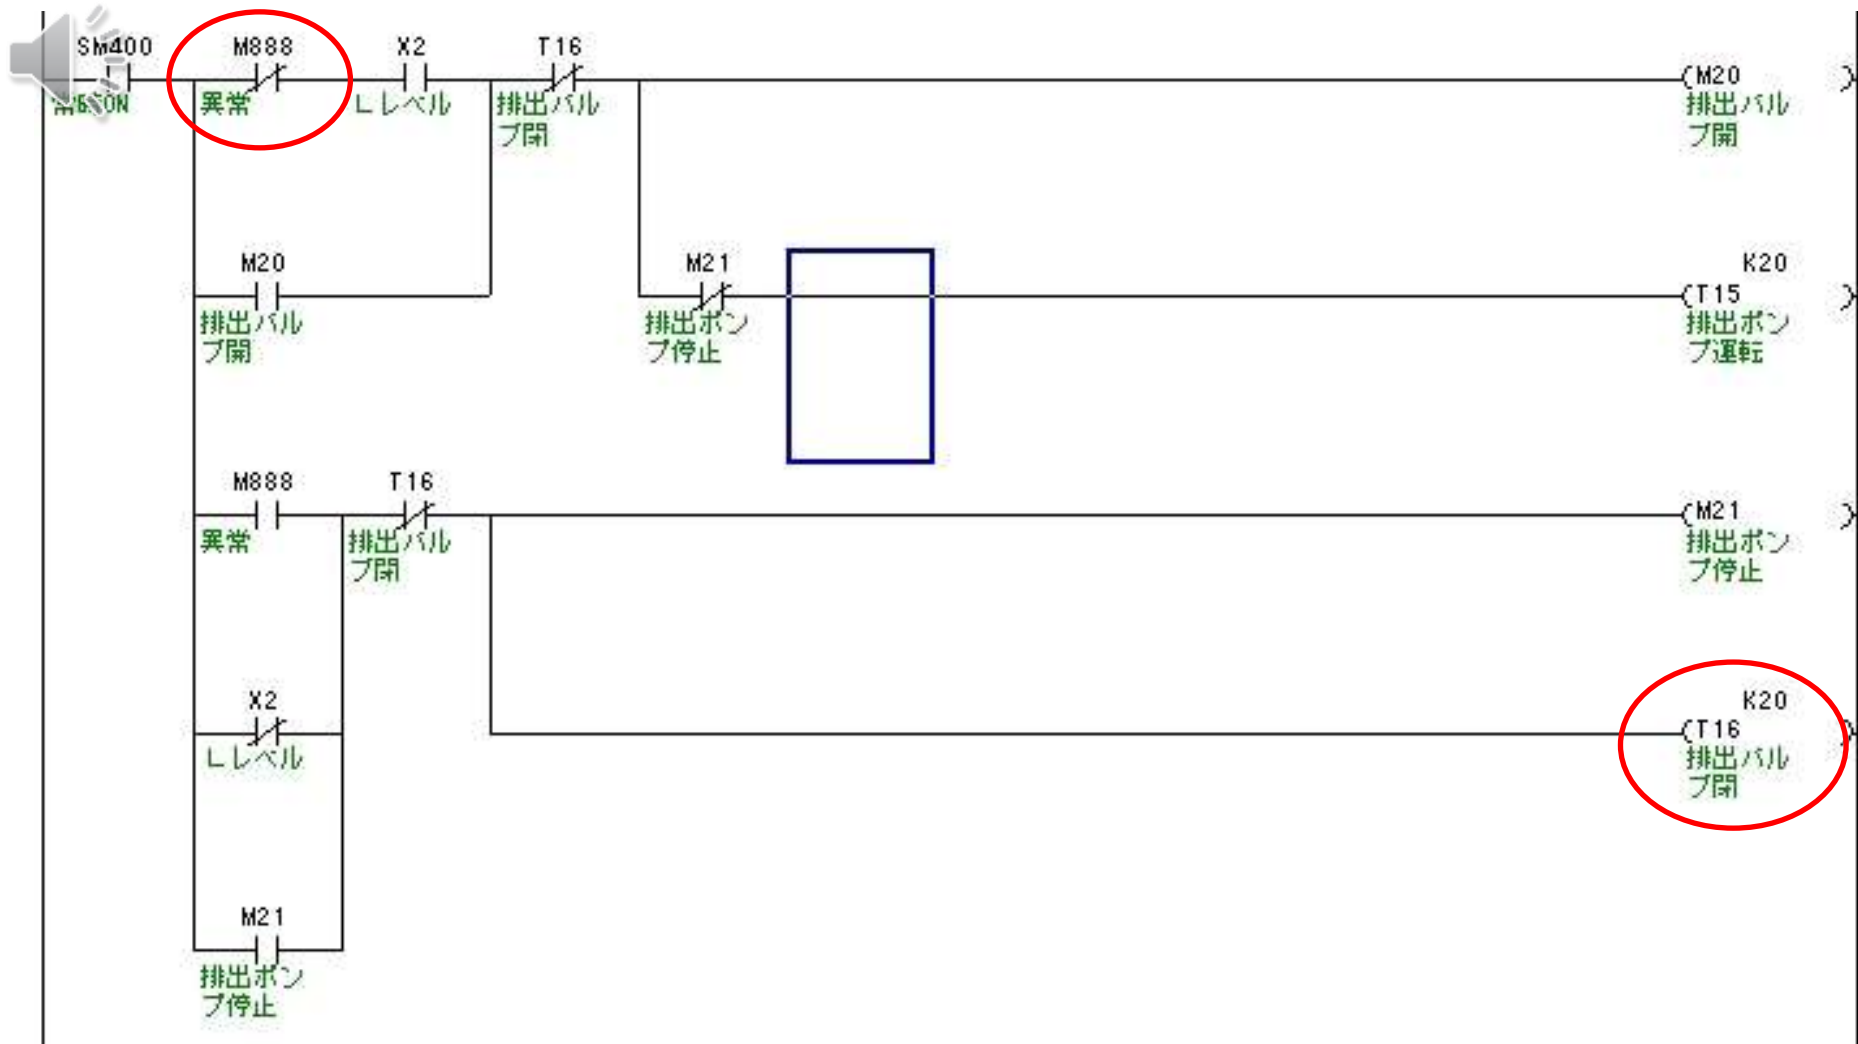 SM400 M888 X2 T16
(M20 )
異常 Lレベル 排出バル
ブ閉
排出バル
ブ開
M20 M21 K20
(T15 )
排出バル
ブ開
排出ポン
プ停止
排出ポン
プ運転
M888 T16
(M21 )
異常 排出バル
ブ閉
排出ポン
プ停止
X2 K20
(T16 )
Lレベル
排出バル
ブ閉
M21
排出ポン
プ停止